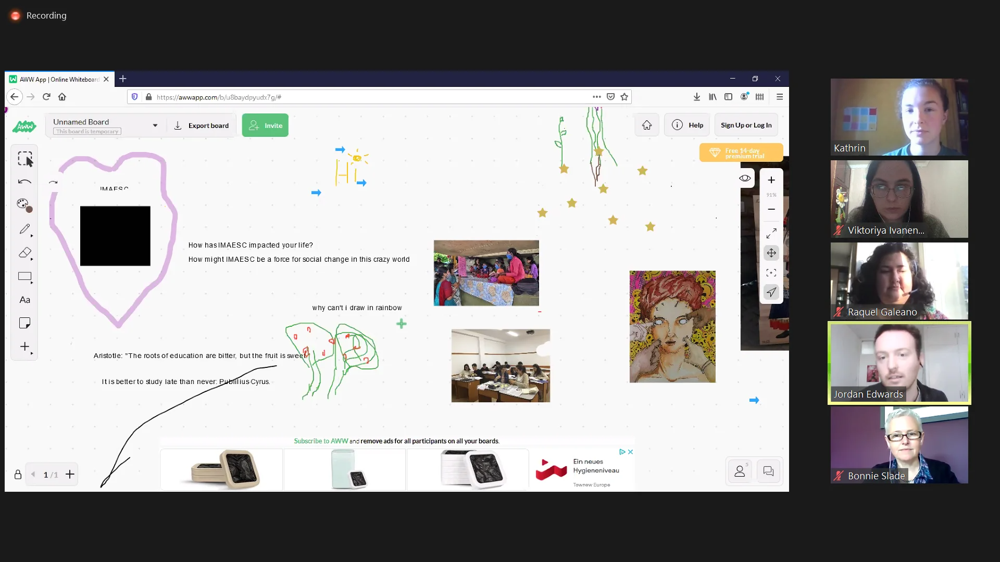 Recording
AWW App | Online Whiteboard
https://awwapp.com/b/u8baydpyudx7g/#
AWW
Unnamed Board
This board is temporary
Export board
Invite
Help
Sign Up or Log In
Free 14-day
premium trial
91%
Hi
IMAESC
How has IMAESC impacted your life?
How might IMAESC be a force for social change in this crazy world
why can't i draw in rainbow
Aa
Aristotle: "The roots of education are bitter, but the fruit is sweet."
It is better to study late than never: Publilius Cyrus.
Subscribe to AWW and remove ads for all participants on all your boards.
Ein neues
Hygieneniveau
Townew Europe
1/1
5
Kathrin
Viktoriya Ivanen...
Raquel Galeano
Jordan Edwards
Bonnie Slade